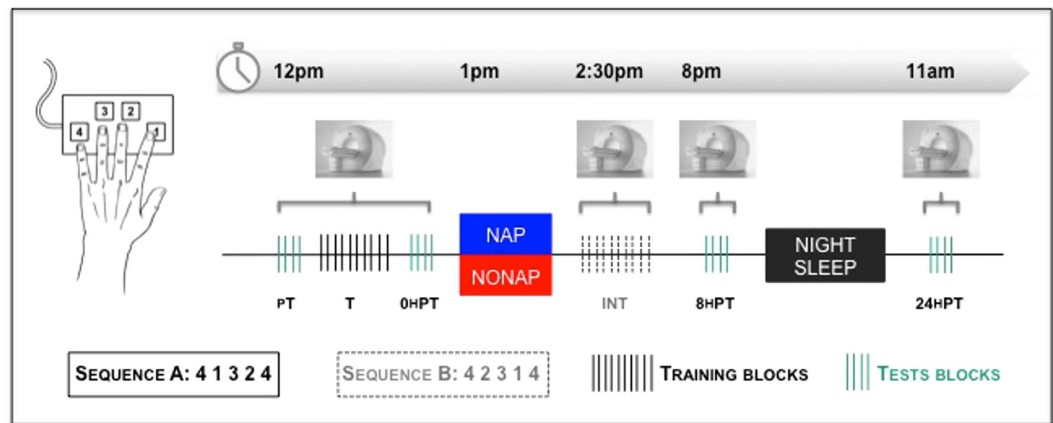 12pm 1pm 2:30pm 8pm 11am
3 2
4 1
NAP
NONAP
NIGHT
SLEEP
PT T 0HPT INT 8HPT 24HPT
SEQUENCE A: 4 1 3 2 4
SEQUENCE B: 4 2 3 1 4
TRAINING BLOCKS
TESTS BLOCKS